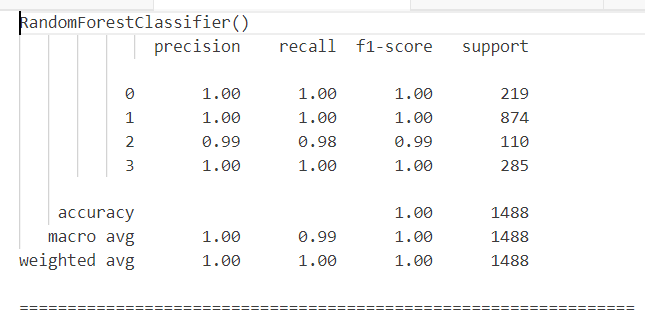 RandomForestClassifier()
precision recall f1-score support
0 1.00 1.00 1.00 219
1 1.00 1.00 1.00 874
2 0.99 0.98 0.99 110
3 1.00 1.00 1.00 285
accuracy 1.00 1488
macro avg 1.00 0.99 1.00 1488
weighted avg 1.00 1.00 1.00 1488
================================================================